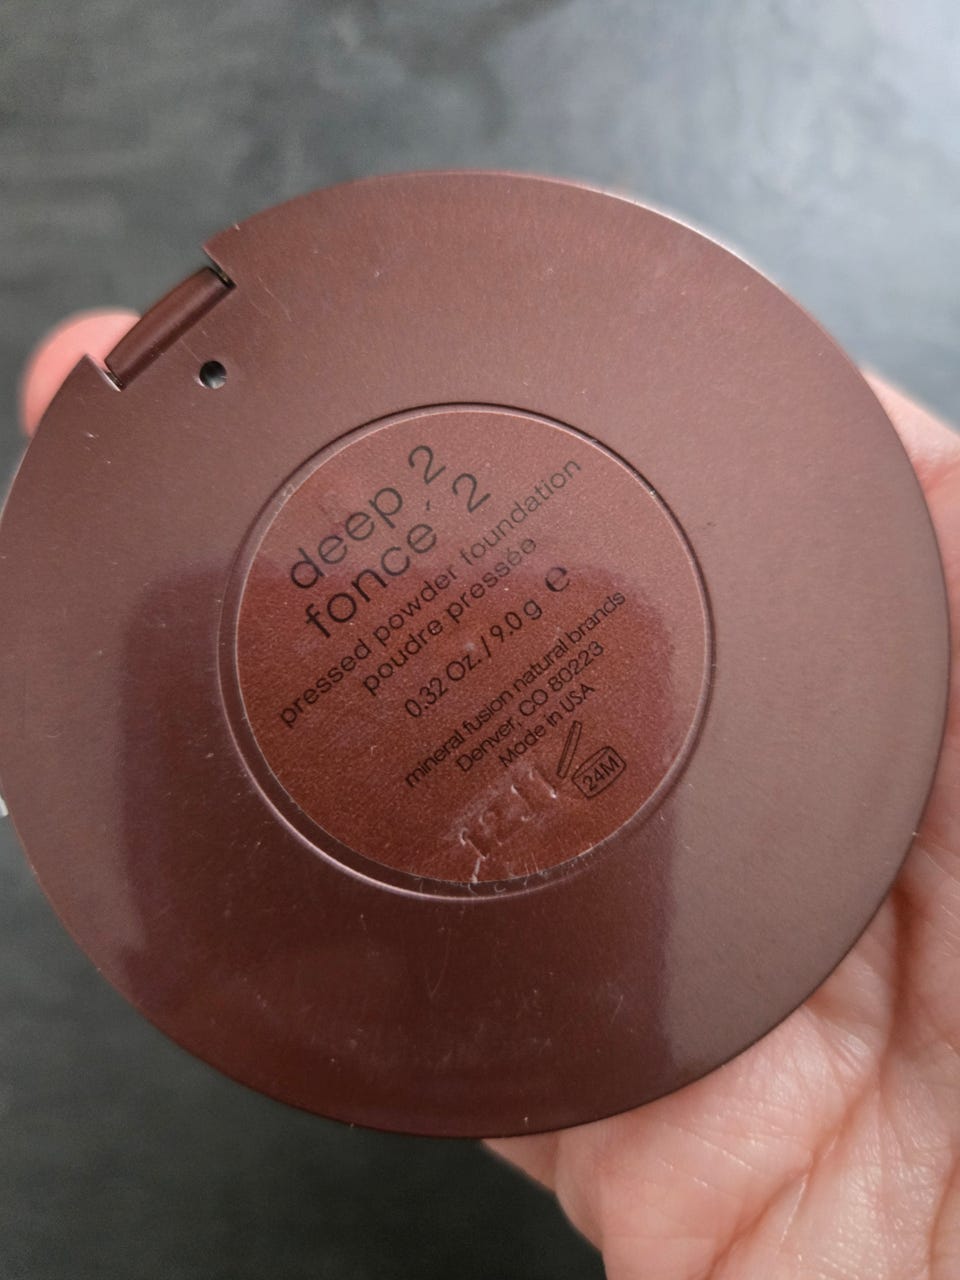 deep 2
foncé 2
pressed powder foundation
poudre pressée
0.32 Oz. / 9.0 g ℮
mineral fusion natural brands
Denver, CO 80223
Made in USA
24M